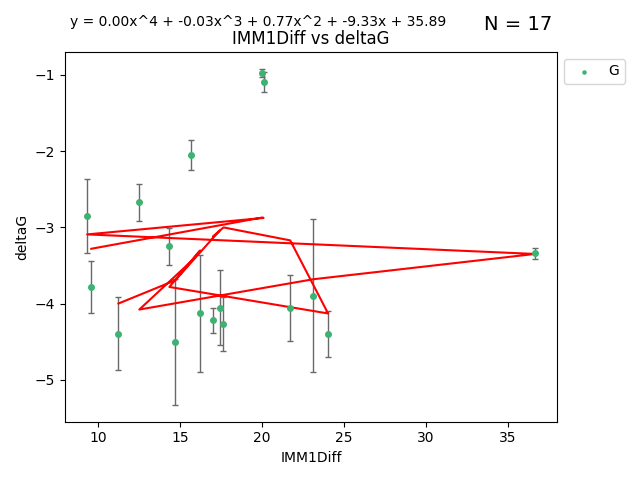 y = 0.00x^4 + -0.03x^3 + 0.77x^2 + -9.33x + 35.89
N = 17
IMM1Diff vs deltaG
G
−1
−2
−3
−4
−5
deltaG
10 15 20 25 30 35
IMM1Diff